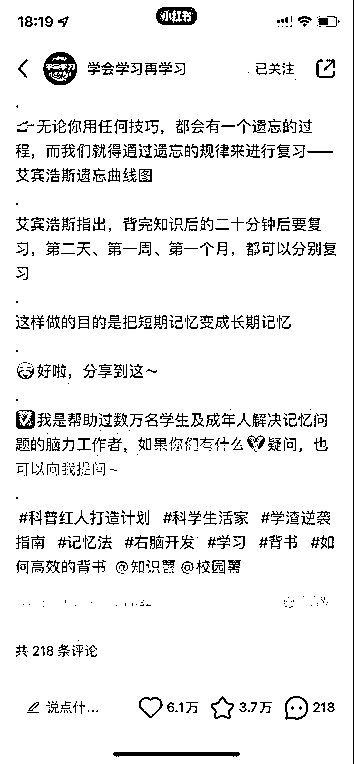 18:19
小红书
学会学习再学习
已关注
.
👉无论你用任何技巧，都会有一个遗忘的过
程，而我们就得通过遗忘的规律来进行复习——
艾宾浩斯遗忘曲线图
.
艾宾浩斯指出，背完知识后的二十分钟后要复
习，第二天、第一周、第一个月，都可以分别复
习
.
这样做的目的是把短期记忆变成长期记忆
.
好啦，分享到这～
.
我是帮助过数万名学生及成年人解决记忆问
题的脑力工作者，如果你们有什么疑问，也
可以向我提问～
.
#科普红人打造计划 #科学生活家 #学渣逆袭
指南 #记忆法 #右脑开发 #学习 #背书 #如
何高效的背书 @知识薯 @校园薯
共 218 条评论
说点什... 6.1万 3.7万 218